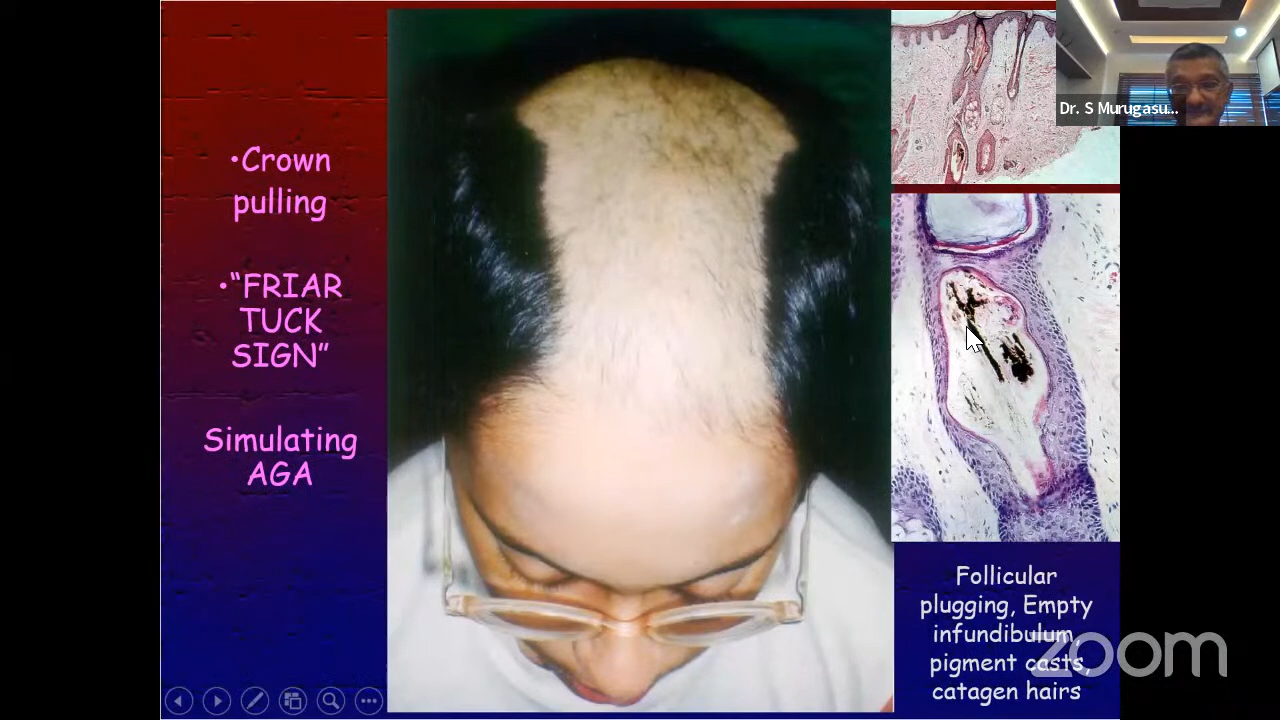 •Crown
pulling
•“FRIAR
TUCK
SIGN”
Simulating
AGA
Dr. S Murugasu...
Follicular
plugging, Empty
infundibulum,
pigment casts,
catagen hairs
zoom